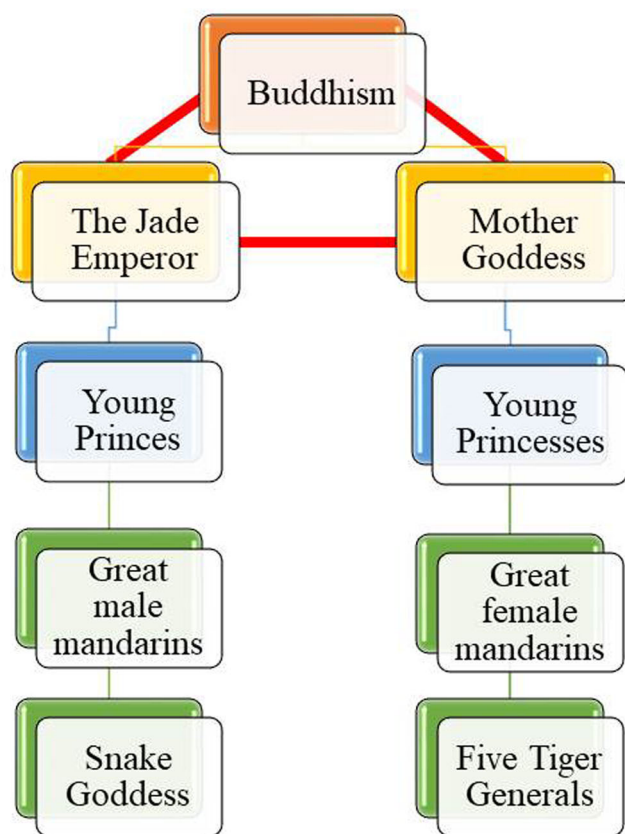 Buddhism
The Jade
Emperor
Mother
Goddess
Young
Princes
Young
Princesses
Great
male
mandarins
Great
female
mandarins
Snake
Goddess
Five Tiger
Generals